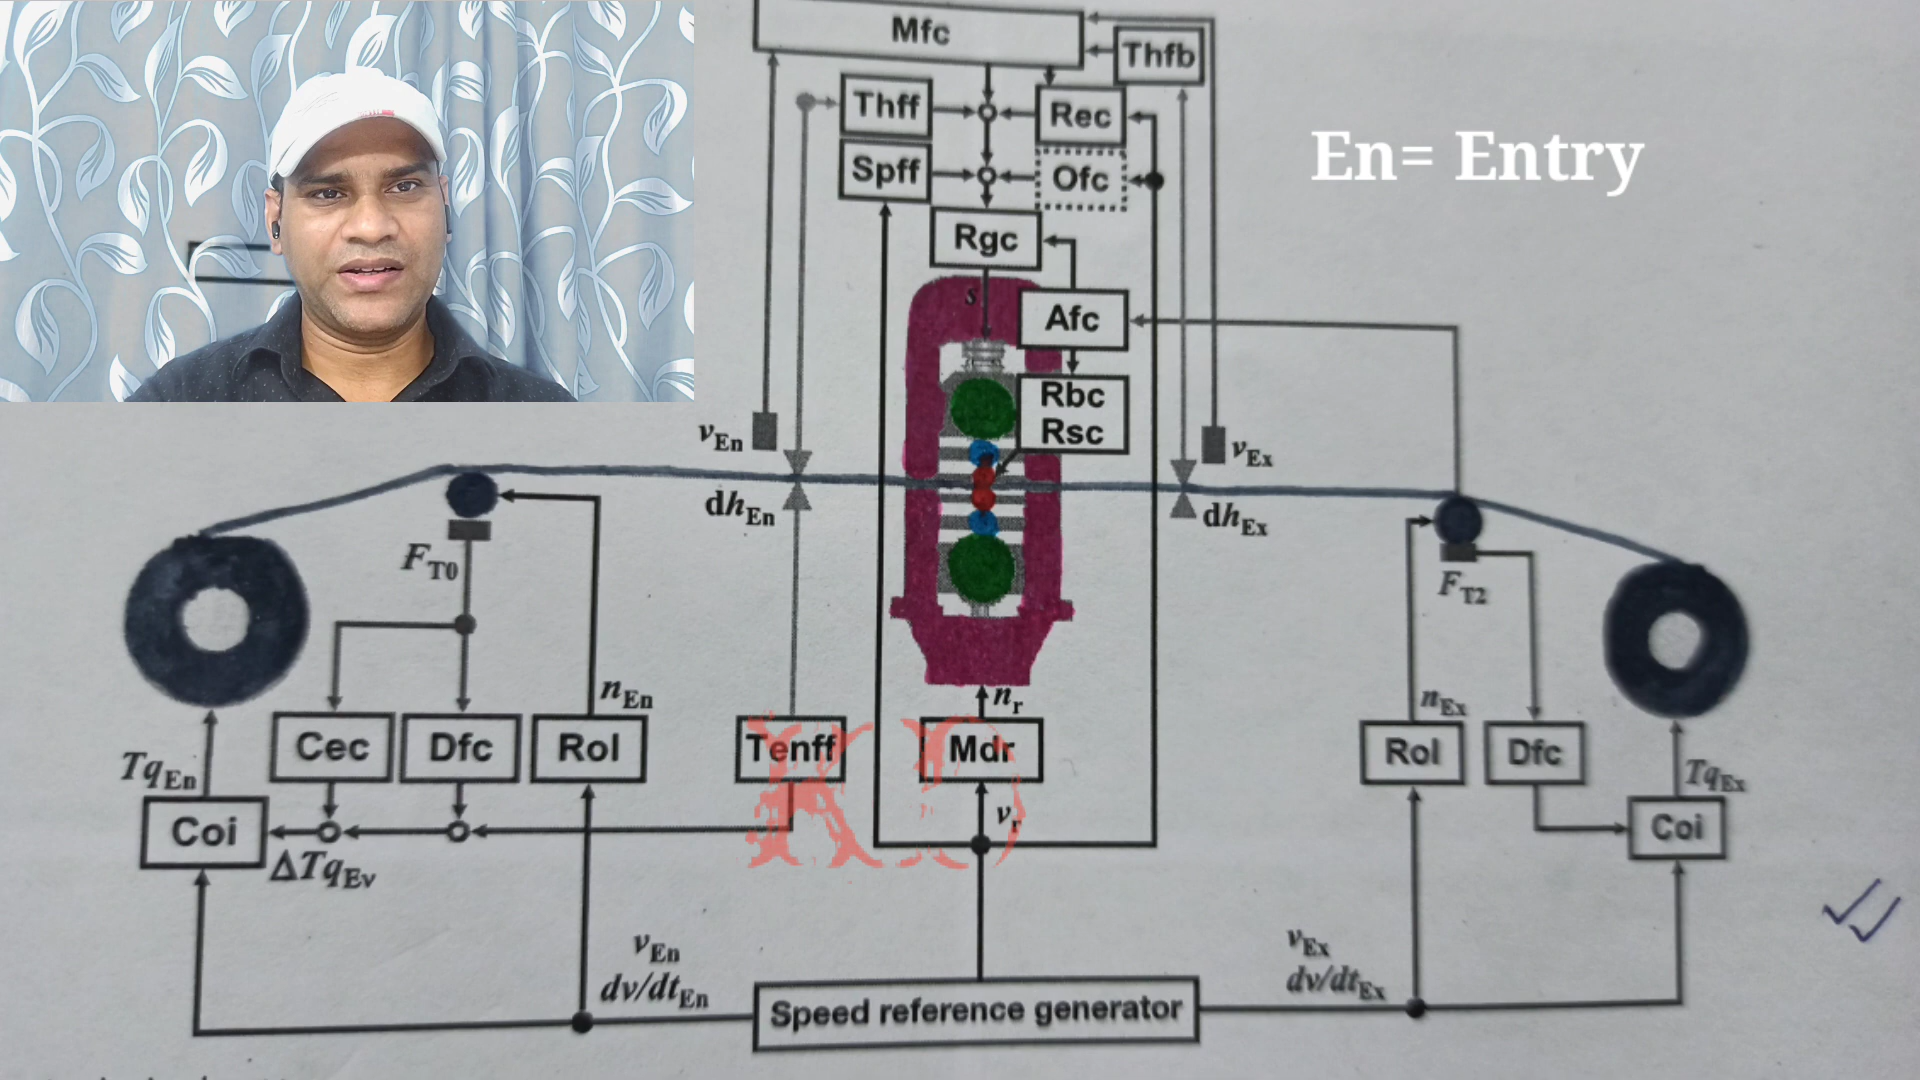 Mfc
Thfb
Thff
Rec
Spff
Ofc
Rgc
s
Afc
Rbc
Rsc
En= Entry
vEn
dhEn
vEx
dhEx
FT0
FT2
nEn
nr
nEx
Cec
Dfc
Rol
Tenff
Mdr
Rol
Dfc
TqEn
TqEx
Coi
ΔTqEv
vr
Coi
KD
vEn
dv/dtEn
vEx
dv/dtEx
Speed reference generator